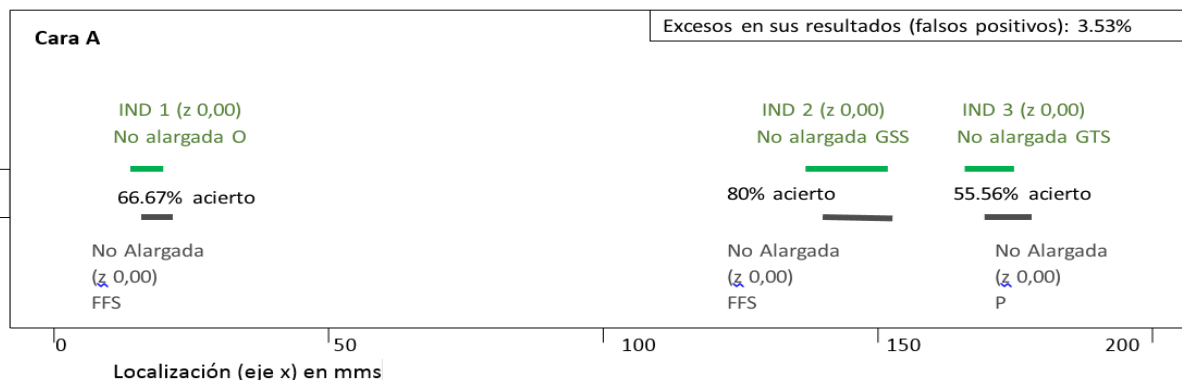 Cara A
Excesos en sus resultados (falsos positivos): 3.53%
IND 1 (z 0,00)
No alargada O
IND 2 (z 0,00)
No alargada GSS
IND 3 (z 0,00)
No alargada GTS
66.67% acierto
80% acierto
55.56% acierto
No Alargada
(z 0,00)
FFS
No Alargada
(z 0,00)
FFS
No Alargada
(z 0,00)
P
0 50 100 150 200
Localización (eje x) en mms